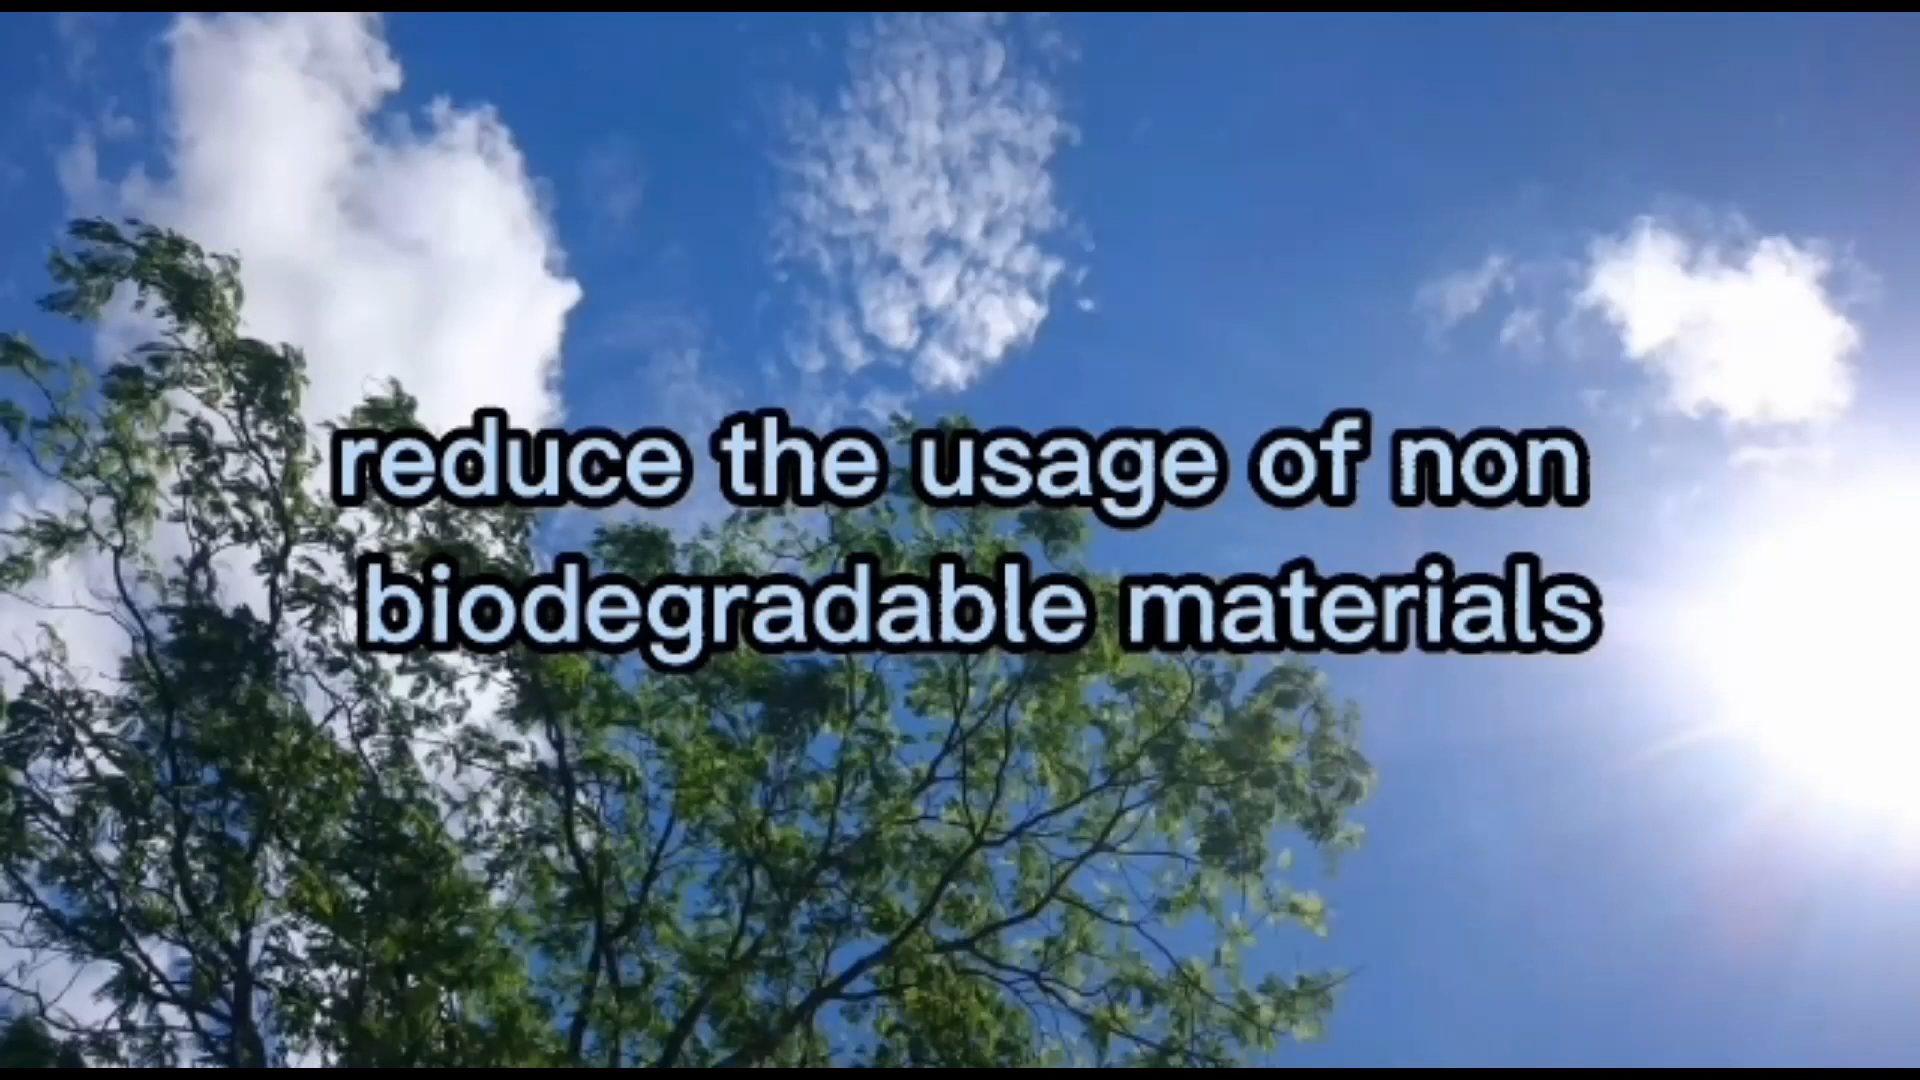 reduce the usage of non
biodegradable materials